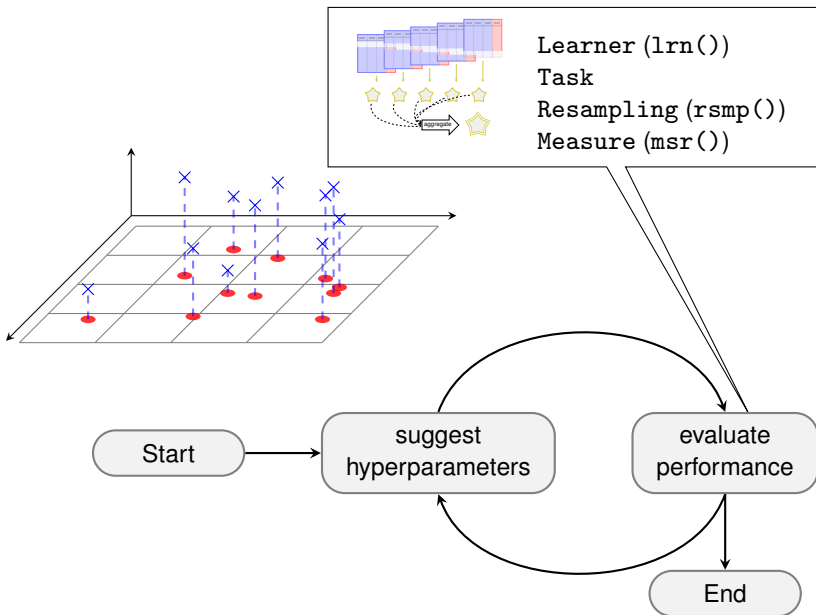 Learner (lrn())
Task
Resampling (rsmp())
Measure (msr())
aggregate
suggest
hyperparameters
evaluate
performance
Start
End